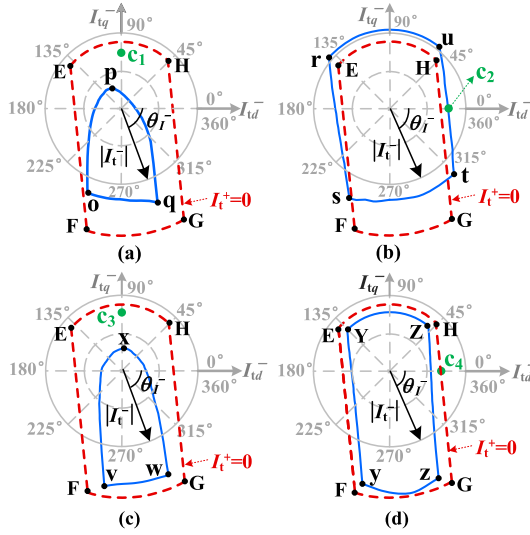 I_tq^- 90°
135° 45°
E H
c₁
p
180° 0° I_td^-
360°
θ_I^-
|I_t^-|
225° 315°
270°
o q
I_t^+=0
F G
(a)
I_tq^- 90°
135° 45°
r u
E H
c₂
180° 0° I_td^-
360°
θ_I^-
|I_t^-|
225° 315°
t
270°
s
I_t^+=0
F G
(b)
I_tq^- 90°
135° 45°
E H
c₃
x
180° 0° I_td^-
360°
θ_I^-
|I_t^-|
225° 315°
270°
v w
I_t^+=0
F G
(c)
I_tq^- 90°
135° 45°
E Y Z H
c₄
180° 0° I_td^-
360°
θ_I^-
|I_t^-|
225° 315°
270°
I_t^+=0
y z
F G
(d)